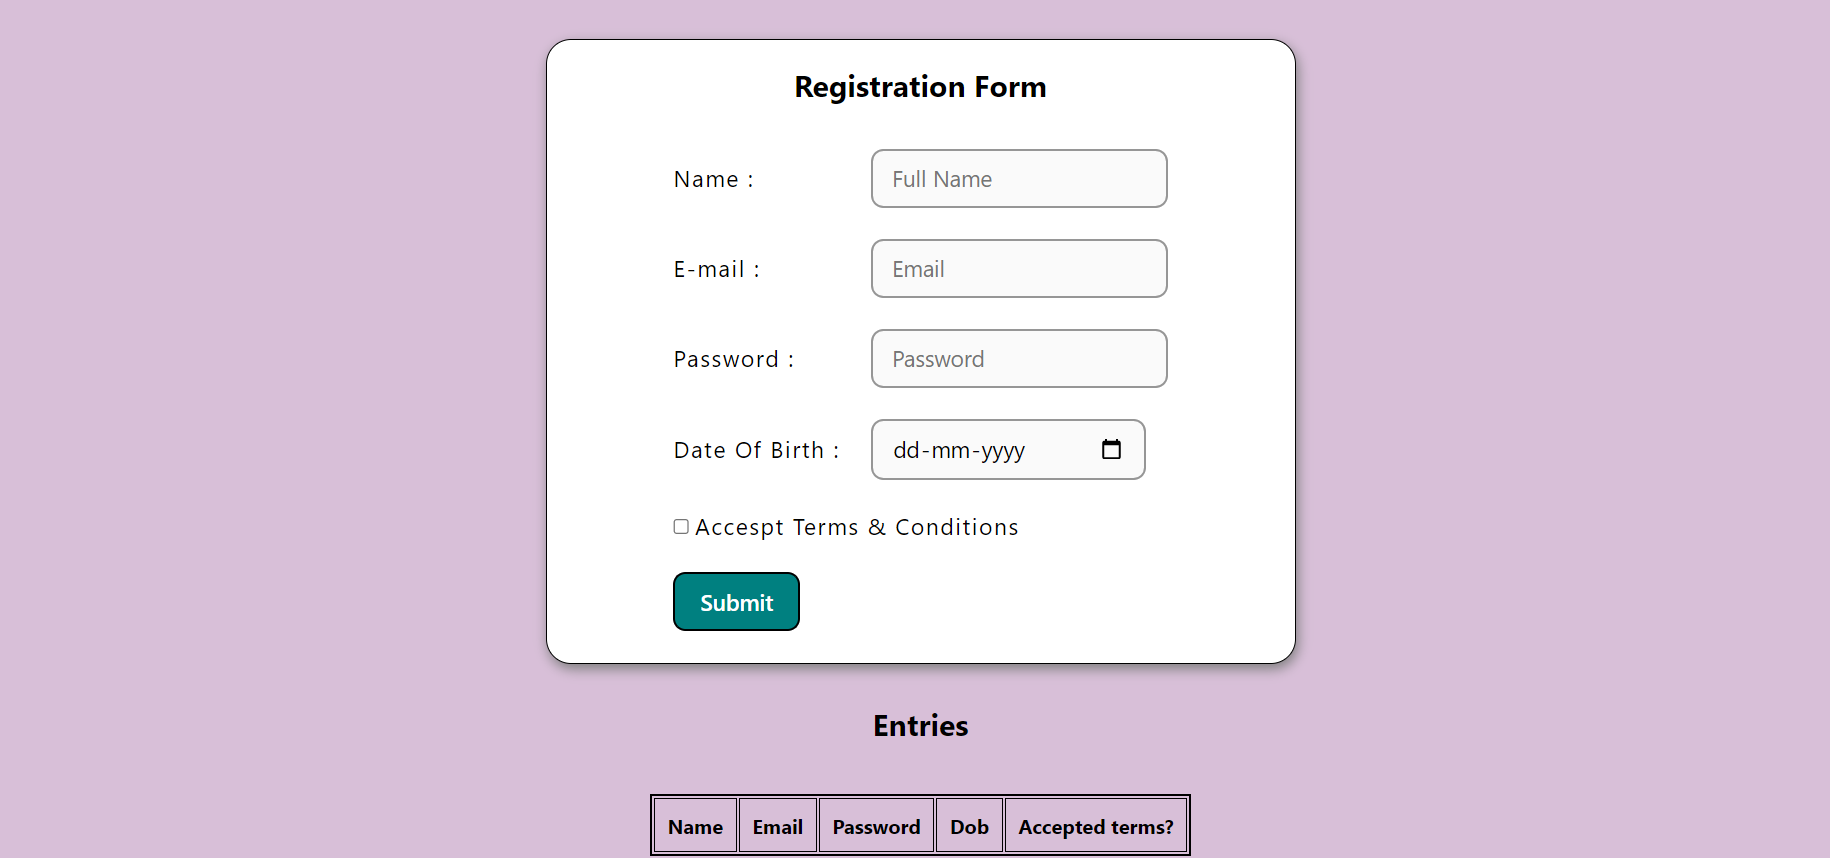 Registration Form
Name : Full Name
E-mail : Email
Password : Password
Date Of Birth : dd-mm-yyyy
Accespt Terms & Conditions
Submit
Entries
Name Email Password Dob Accepted terms?